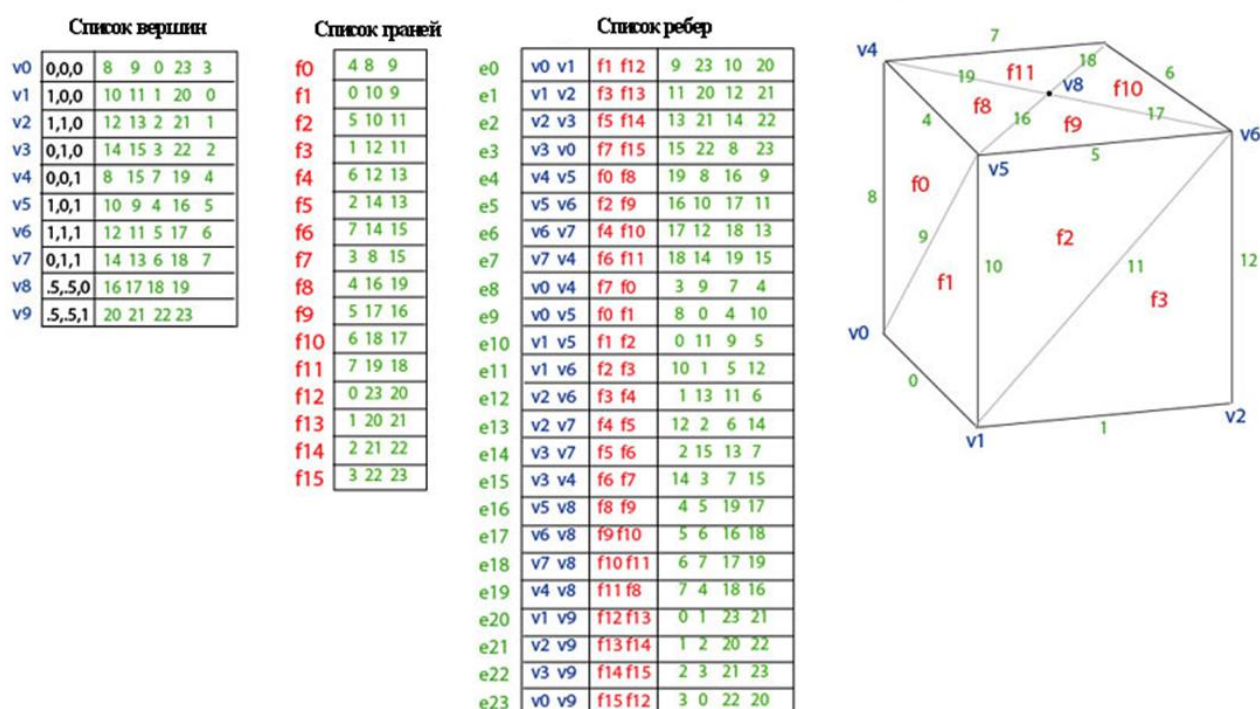 Список вершин
v0 0,0,0 8 9 0 23 3
v1 1,0,0 10 11 1 20 0
v2 1,1,0 12 13 2 21 1
v3 0,1,0 14 15 3 22 2
v4 0,0,1 8 15 7 19 4
v5 1,0,1 10 9 4 16 5
v6 1,1,1 12 11 5 17 6
v7 0,1,1 14 13 6 18 7
v8 .5,.5,0 16 17 18 19
v9 .5,.5,1 20 21 22 23
Список граней
f0 4 8 9
f1 0 10 9
f2 5 10 11
f3 1 12 11
f4 6 12 13
f5 2 14 13
f6 7 14 15
f7 3 8 15
f8 4 16 19
f9 5 17 16
f10 6 18 17
f11 7 19 18
f12 0 23 20
f13 1 20 21
f14 2 21 22
f15 3 22 23
Список ребер
e0 v0 v1 f1 f12 9 23 10 20
e1 v1 v2 f3 f13 11 20 12 21
e2 v2 v3 f5 f14 13 21 14 22
e3 v3 v0 f7 f15 15 22 8 23
e4 v4 v5 f0 f8 19 8 16 9
e5 v5 v6 f2 f9 16 10 17 11
e6 v6 v7 f4 f10 17 12 18 13
e7 v7 v4 f6 f11 18 14 19 15
e8 v0 v4 f7 f0 3 9 7 4
e9 v0 v5 f0 f1 8 0 4 10
e10 v1 v5 f1 f2 0 11 9 5
e11 v1 v6 f2 f3 10 1 5 12
e12 v2 v6 f3 f4 1 13 11 6
e13 v2 v7 f4 f5 12 2 6 14
e14 v3 v7 f5 f6 2 15 13 7
e15 v3 v4 f6 f7 14 3 7 15
e16 v5 v8 f8 f9 4 5 19 17
e17 v6 v8 f9 f10 5 6 16 18
e18 v7 v8 f10 f11 6 7 17 19
e19 v4 v8 f11 f8 7 4 18 16
e20 v1 v9 f12 f13 0 1 23 21
e21 v2 v9 f13 f14 1 2 20 22
e22 v3 v9 f14 f15 2 3 21 23
e23 v0 v9 f15 f12 3 0 22 20
7
v4
18
f11
6
19
v8
f10
f8
4
16
17
f9
v6
5
v5
f0
8
9
f2
10
11
12
f1
f3
v0
0
v2
1
v1